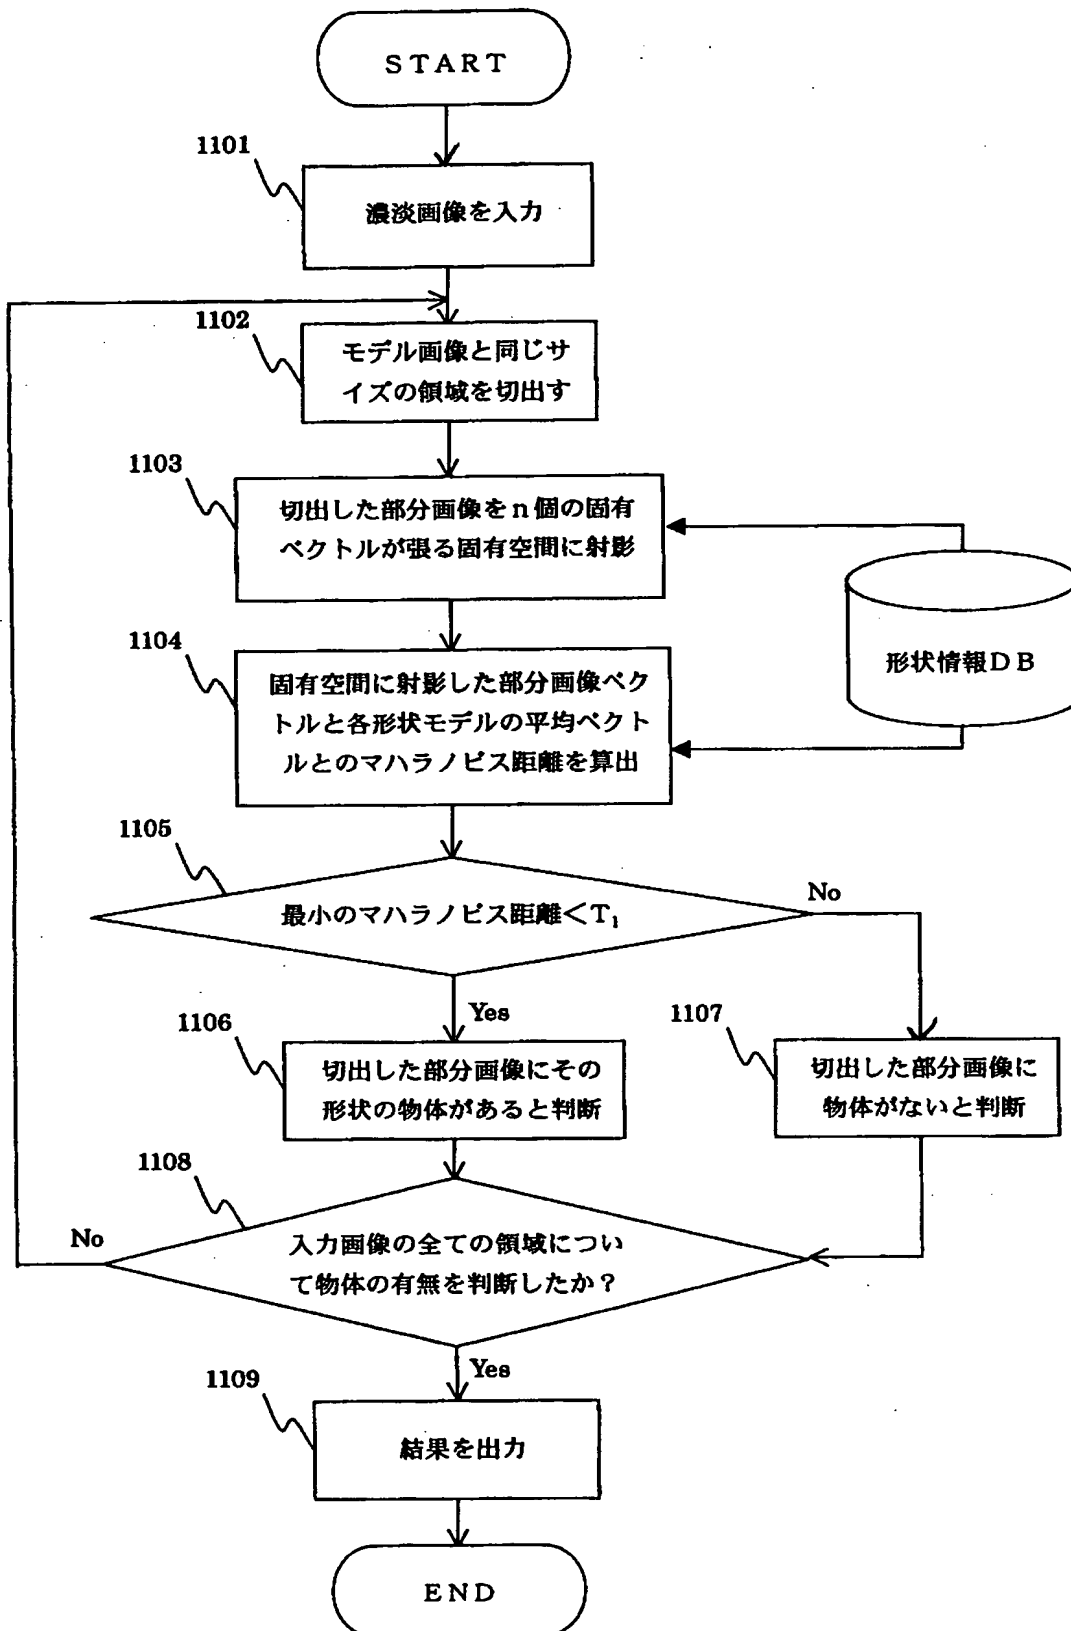 START
1101
濃淡画像を入力
1102
モデル画像と同じサ
イズの領域を切出す
1103
切出した部分画像をn個の固有
ベクトルが張る固有空間に射影
1104
固有空間に射影した部分画像ベク
トルと各形状モデルの平均ベクト
ルとのマハラノビス距離を算出
形状情報DB
1105
最小のマハラノビス距離<T₁
No
Yes
1106
切出した部分画像にその
形状の物体があると判断
1107
切出した部分画像に
物体がないと判断
1108
No
入力画像の全ての領域につい
て物体の有無を判断したか?
Yes
1109
結果を出力
END